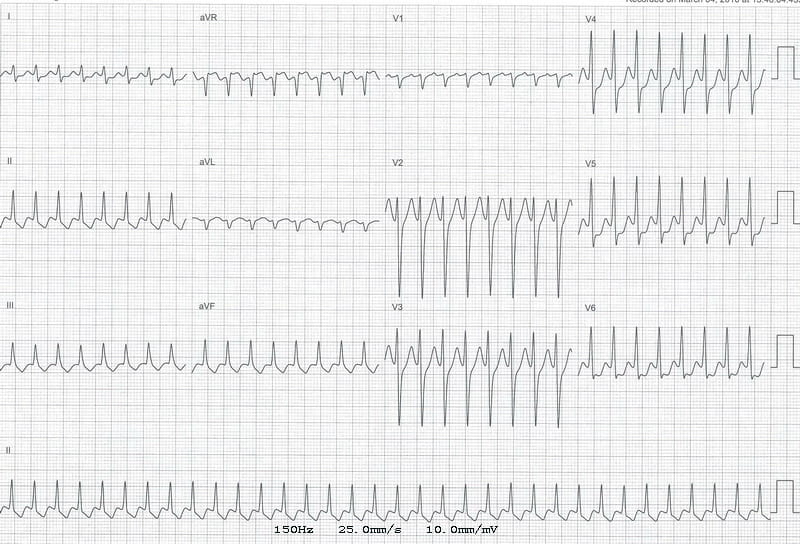 I aVR V1 V4
II aVL V2 V5
III aVF V3 V6
II
150Hz 25.0mm/s 10.0mm/mV